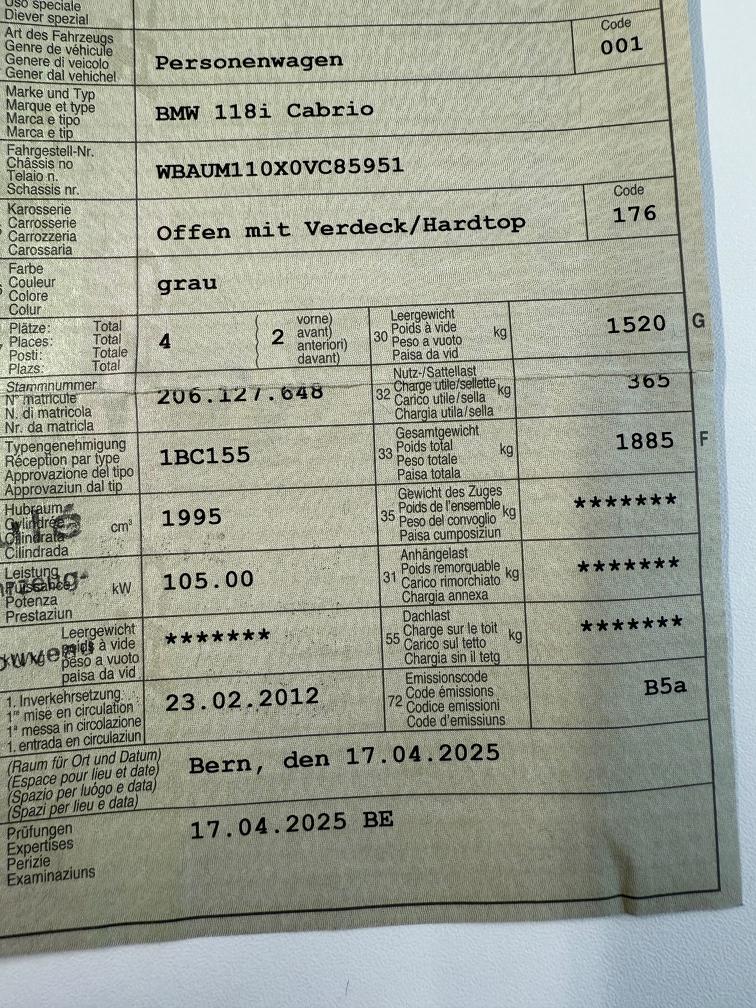 Uso speciale
Diever spezial
Art des Fahrzeugs
Genre de véhicule
Genere di veicolo
Gener dal vehichel
Personenwagen
Code
001
Marke und Typ
Marque et type
Marca e tipo
Marca e tip
BMW 118i Cabrio
Fahrgestell-Nr.
Châssis no
Telaio n.
Schassis nr.
WBAUM110X0VC85951
Karosserie
Carrosserie
Carrozzeria
Carossaria
Offen mit Verdeck/Hardtop
Code
176
Farbe
Couleur
Colore
Colur
grau
Plätze: Total
Places: Total
Posti: Totale
Plazs: Total
4
2
vorne)
avant)
anteriori)
davant)
30
Leergewicht
Poids à vide
Peso a vuoto
Paisa da vid
kg
1520
G
Stammnummer
N° matricule
N. di matricola
Nr. da matricla
206.127.648
32
Nutz-/Sattellast
Charge utile/sellette
Carico utile/sella
Chargia utila/sella
kg
365
Typengenehmigung
Réception par type
Approvazione del tipo
Approvaziun dal tip
1BC155
33
Gesamtgewicht
Poids total
Peso totale
Paisa totala
kg
1885
F
Hubraum
Cylindrée
Cilindrata
Cilindrada
cm³
1995
35
Gewicht des Zuges
Poids de l'ensemble
Peso del convoglio
Paisa cumposiziun
kg
*******
Leistung
Puissance
Potenza
Prestaziun
kW
105.00
31
Anhängelast
Poids remorquable
Carico rimorchiato
Chargia annexa
kg
*******
Leergewicht
poids à vide
peso a vuoto
paisa da vid
*******
55
Dachlast
Charge sur le toit
Carico sul tetto
Chargia sin il tetg
kg
*******
1. Inverkehrsetzung
1re mise en circulation
1a messa in circolazione
1. entrada en circulaziun
23.02.2012
72
Emissionscode
Code émissions
Codice emissioni
Code d'emissiuns
B5a
(Raum für Ort und Datum)
(Espace pour lieu et date)
(Spazio per luogo e data)
(Spazi per lieu e data)
Bern, den 17.04.2025
Prüfungen
Expertises
Perizie
Examinaziuns
17.04.2025 BE